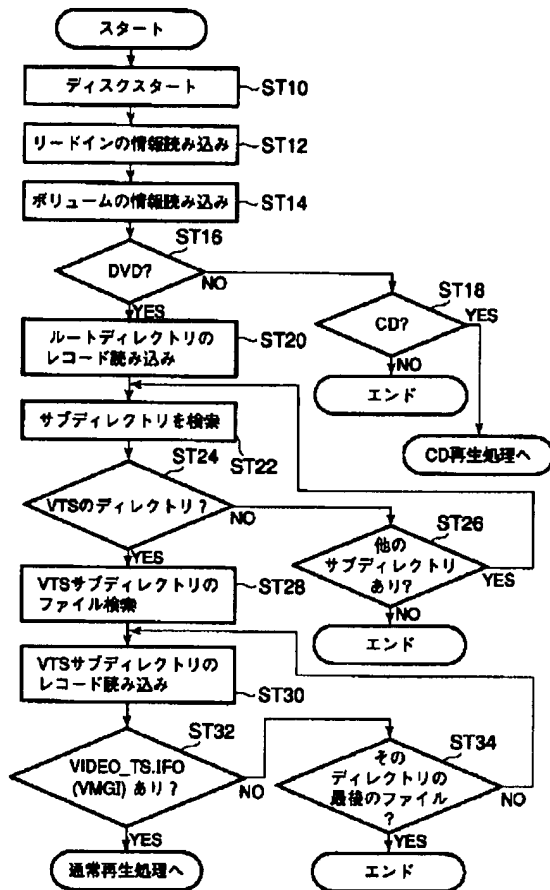 スタート
ディスクスタート
ST10
リードインの情報読み込み
ST12
ボリュームの情報読み込み
ST14
ST16
DVD?
NO
YES
ST18
CD?
YES
NO
エンド
CD再生処理へ
ルートディレクトリの
レコード読み込み
ST20
サブディレクトリを検索
ST22
ST24
VTSのディレクトリ?
NO
YES
ST26
他の
サブディレクトリ
あり?
YES
NO
エンド
VTSサブディレクトリの
ファイル検索
ST28
VTSサブディレクトリの
レコード読み込み
ST30
ST32
VIDEO_TS.IFO
(VMGI) あり?
NO
YES
通常再生処理へ
ST34
その
ディレクトリの
最後のファイル
?
NO
YES
エンド